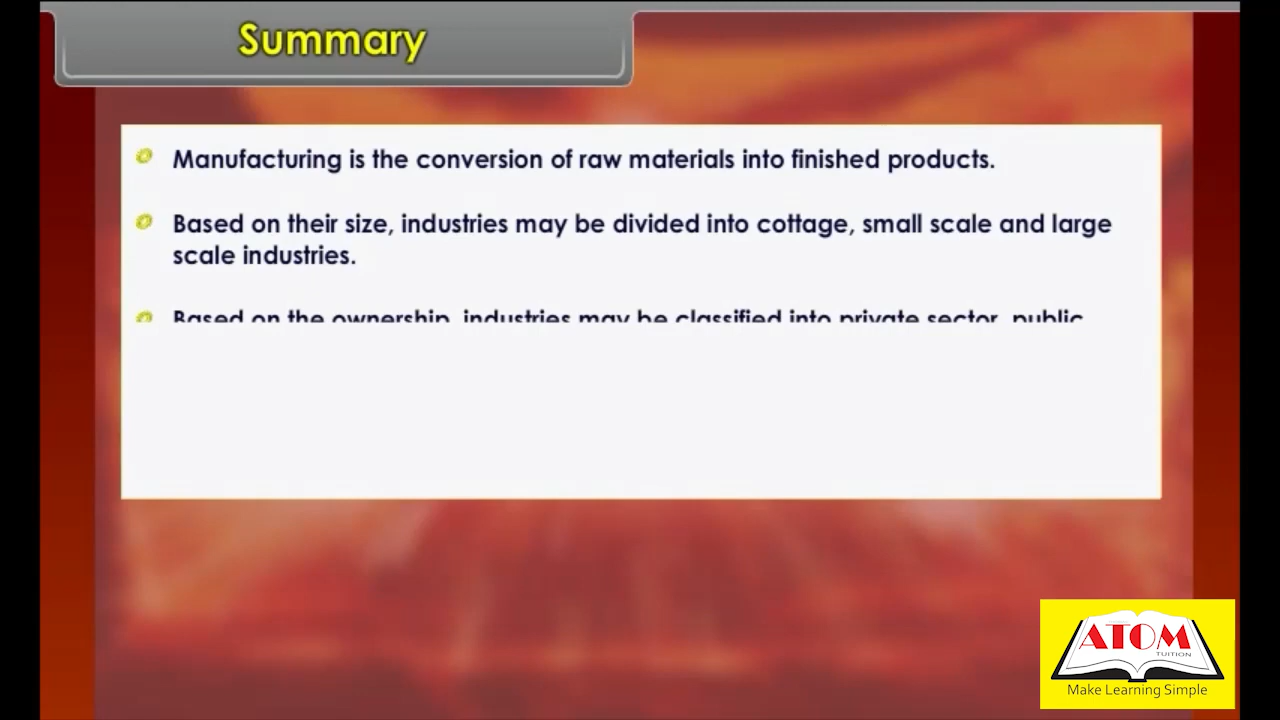 Summary
Manufacturing is the conversion of raw materials into finished products.
Based on their size, industries may be divided into cottage, small scale and large
scale industries.
Based on the ownership, industries may be classified into private sector, public
ATOM
TUITION
Make Learning Simple